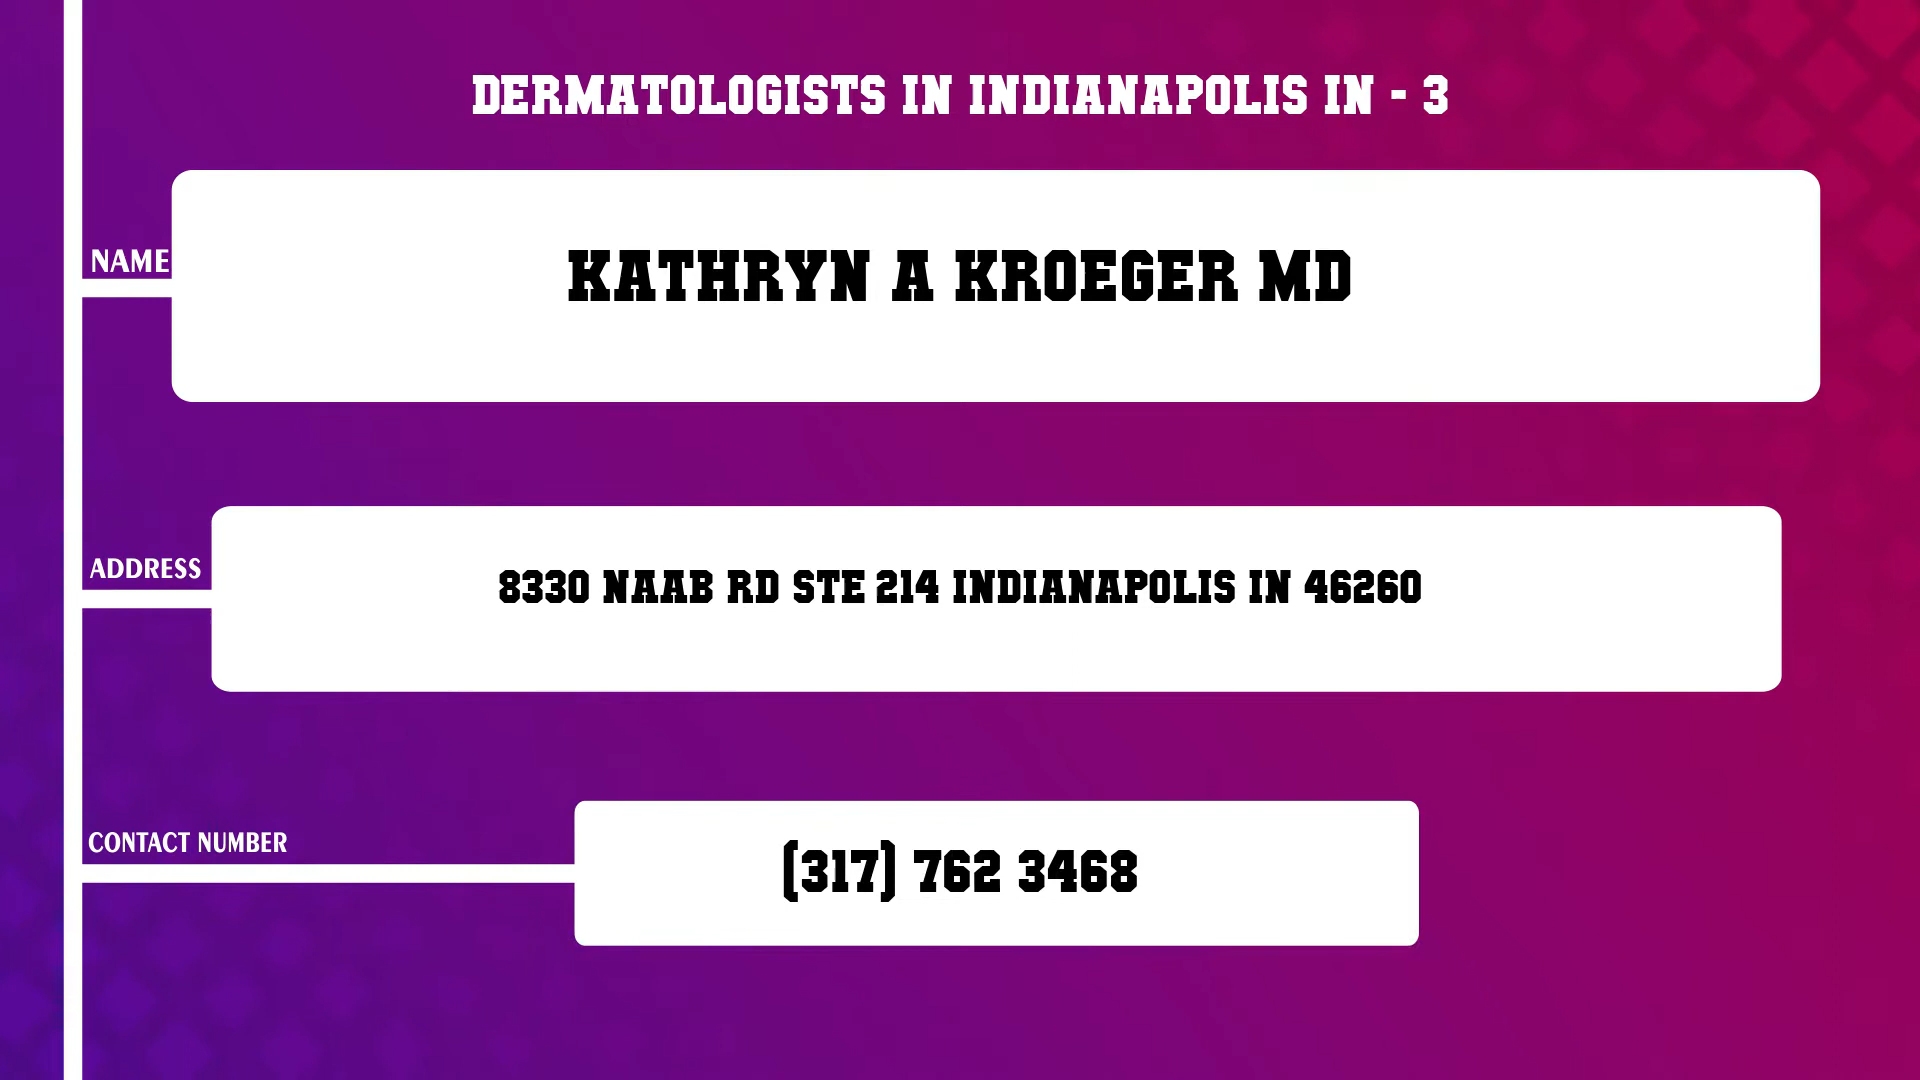 DERMATOLOGISTS IN INDIANAPOLIS IN - 3
NAME
KATHRYN A KROEGER MD
ADDRESS
8330 NAAB RD STE 214 INDIANAPOLIS IN 46260
CONTACT NUMBER
(317) 762 3468